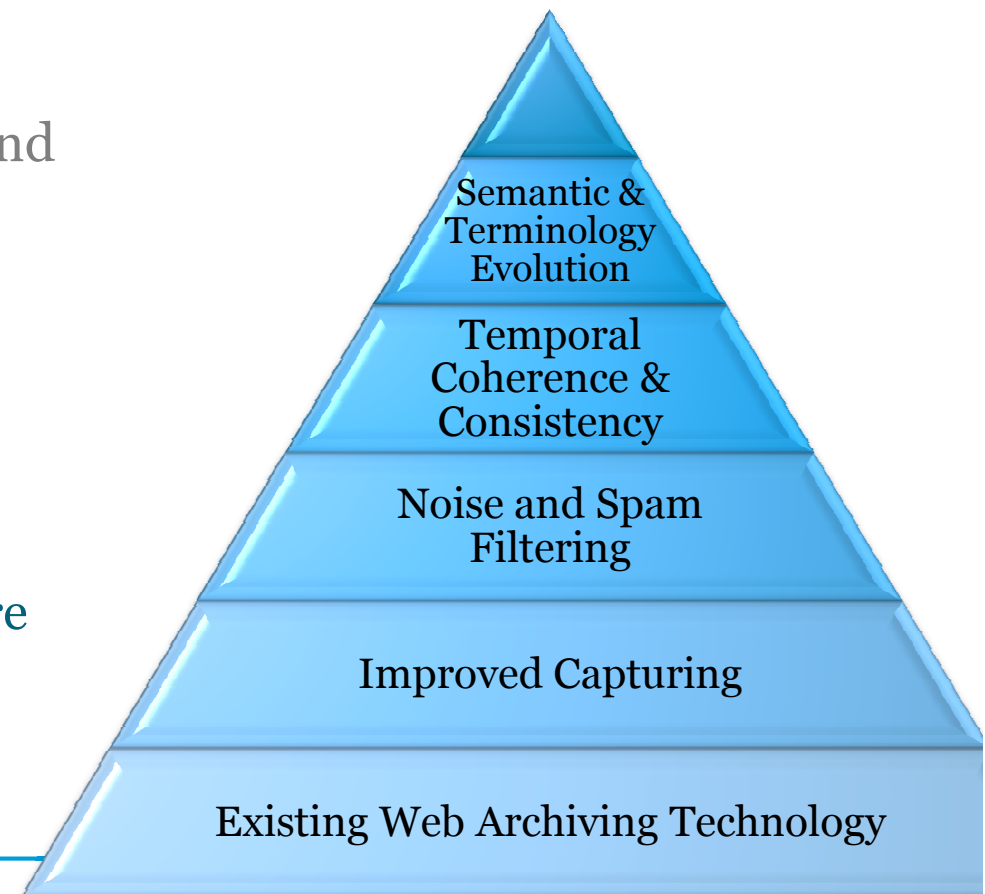 nd
Semantic &
Terminology
Evolution
Temporal
Coherence &
Consistency
Noise and Spam
Filtering
re
Improved Capturing
Existing Web Archiving Technology